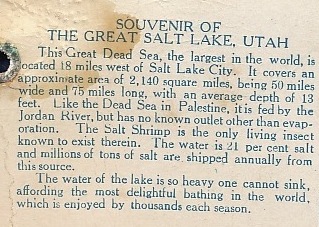 SOUVENIR OF
THE GREAT SALT LAKE, UTAH
This Great Dead Sea, the largest in the world, is
located 18 miles west of Salt Lake City. It covers an
approximate area of 2,140 square miles, being 50 miles
wide and 75 miles long, with an average depth of 13
feet. Like the Dead Sea in Palestine, it is fed by the
Jordan River, but has no known outlet other than evap-
oration. The Salt Shrimp is the only living insect
known to exist therein. The water is 21 per cent salt
and millions of tons of salt are shipped annually from
this source.
The water of the lake is so heavy one cannot sink,
affording the most delightful bathing in the world,
which is enjoyed by thousands each season.